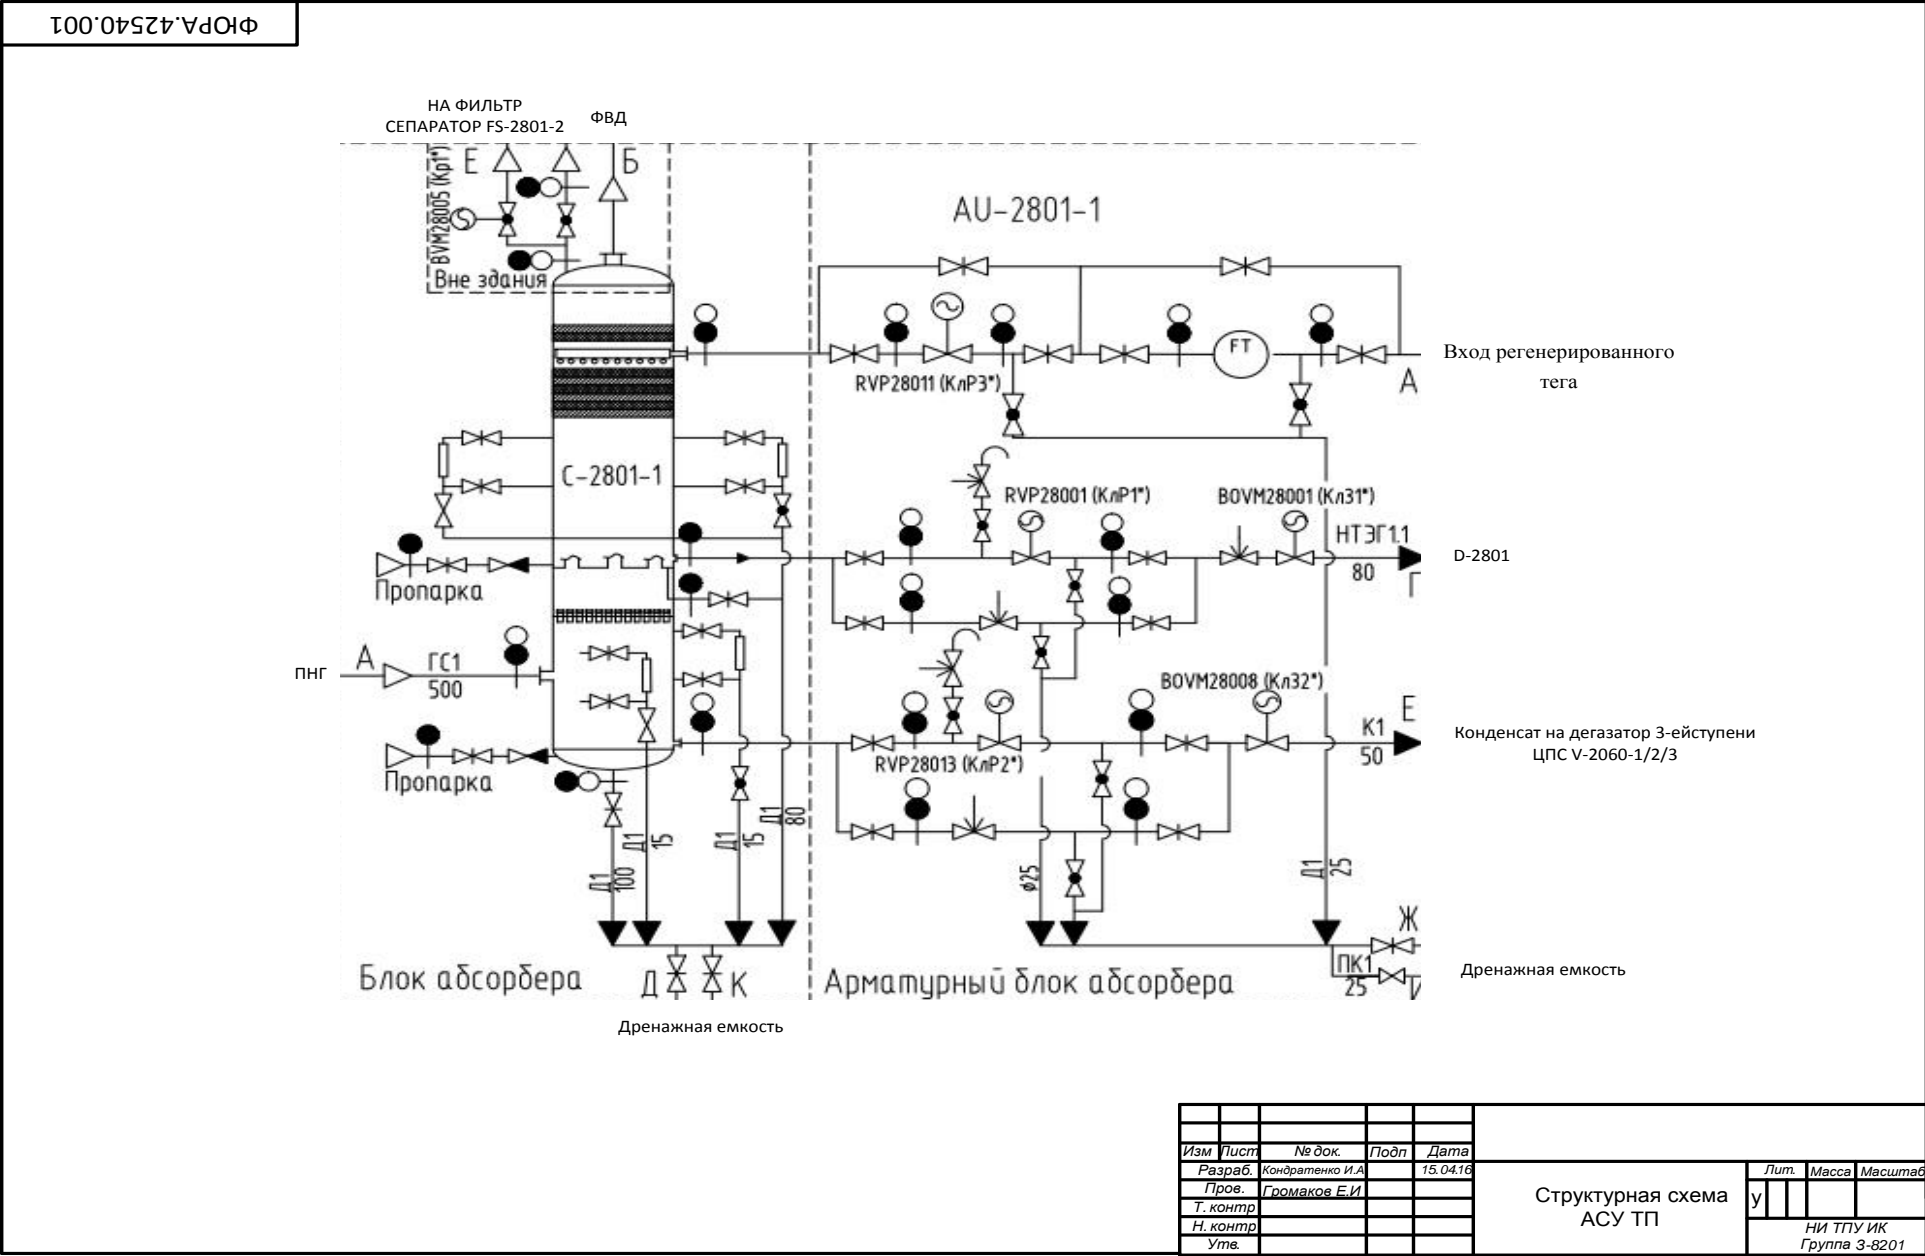 ФЮРА.42540.001
НА ФИЛЬТР
СЕПАРАТОР FS-2801-2
ФВД
BVM28005 (Кр1*)
Е
Б
Вне здания
AU-2801-1
FT
RVP28011 (КлР3*)
Вход регенерированного
тега
А
С-2801-1
RVP28001 (КлР1*)
BOVM28001 (КлЗ1*)
НТЭГ1.1
80
D-2801
Г
Пропарка
ПНГ
А
ГС1
500
BOVM28008 (КлЗ2*)
Е
К1
50
Конденсат на дегазатор 3-ейступени
ЦПС V-2060-1/2/3
RVP28013 (КлР2*)
Пропарка
Д1
100
Д1
15
Д1
15
Д1
80
ø25
Д1
25
Ж
ПК1
25
И
Дренажная емкость
Блок абсорбера
Д
К
Арматурный блок абсорбера
Дренажная емкость
Изм Лист № док. Подп Дата
Разраб. Кондратенко И.А 15.04.16
Пров. Громаков Е.И
Т. контр
Н. контр
Утв.
Структурная схема
АСУ ТП
Лит. Масса Масштаб
у
НИ ТПУ ИК
Группа 3-8201